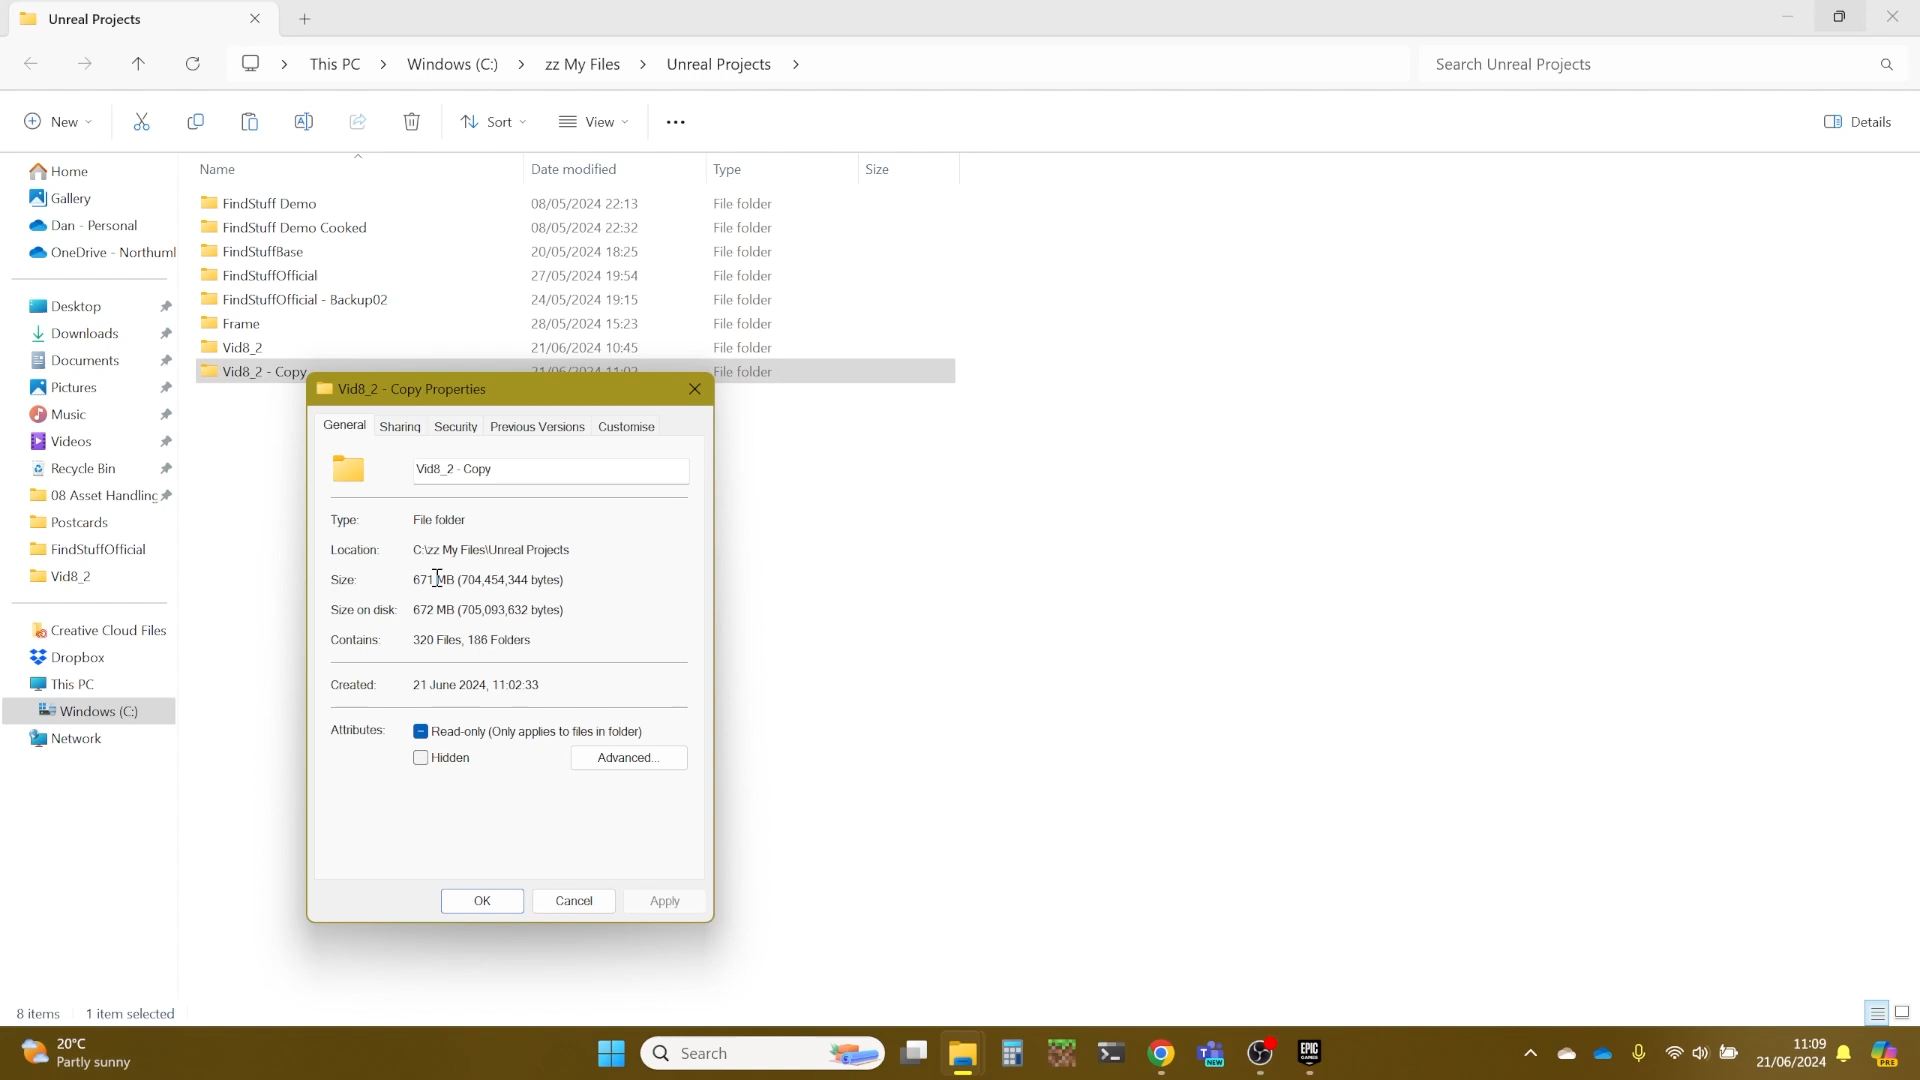 Unreal Projects
This PC Windows (C:) zz My Files Unreal Projects Search Unreal Projects
New Sort View Details
Name Date modified Type Size
Home
Gallery
Dan - Personal
OneDrive - Northuml
Desktop
Downloads
Documents
Pictures
Music
Videos
Recycle Bin
08 Asset Handling
Postcards
FindStuffOfficial
Vid8_2
Creative Cloud Files
Dropbox
This PC
Windows (C:)
Network
FindStuff Demo 08/05/2024 22:13 File folder
FindStuff Demo Cooked 08/05/2024 22:32 File folder
FindStuffBase 20/05/2024 18:25 File folder
FindStuffOfficial 27/05/2024 19:54 File folder
FindStuffOfficial - Backup02 24/05/2024 19:15 File folder
Frame 28/05/2024 15:23 File folder
Vid8_2 21/06/2024 10:45 File folder
Vid8_2 - Copy 21/06/2024 11:02 File folder
Vid8_2 - Copy Properties
General Sharing Security Previous Versions Customise
Vid8_2 - Copy
Type: File folder
Location: C:\zz My Files\Unreal Projects
Size: 671 MB (704,454,344 bytes)
Size on disk: 672 MB (705,093,632 bytes)
Contains: 320 Files, 186 Folders
Created: 21 June 2024, 11:02:33
Attributes: Read-only (Only applies to files in folder)
Hidden Advanced...
OK Cancel Apply
8 items 1 item selected
20°C
Partly sunny
Search
NEW
EPIC
GAMES
11:09
21/06/2024
PRE